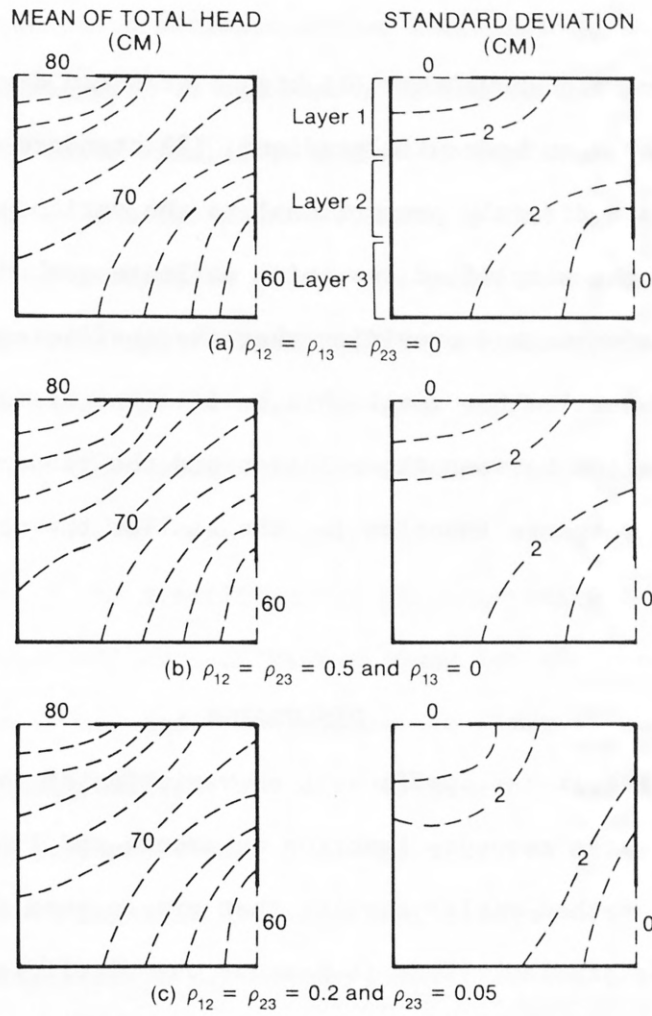 MEAN OF TOTAL HEAD
(CM)
STANDARD DEVIATION
(CM)
80
70
60
0
Layer 1
2
Layer 2
2
Layer 3
0
(a) ρ12 = ρ13 = ρ23 = 0
80
70
60
0
2
2
0
(b) ρ12 = ρ23 = 0.5 and ρ13 = 0
80
70
60
0
2
2
0
(c) ρ12 = ρ23 = 0.2 and ρ23 = 0.05